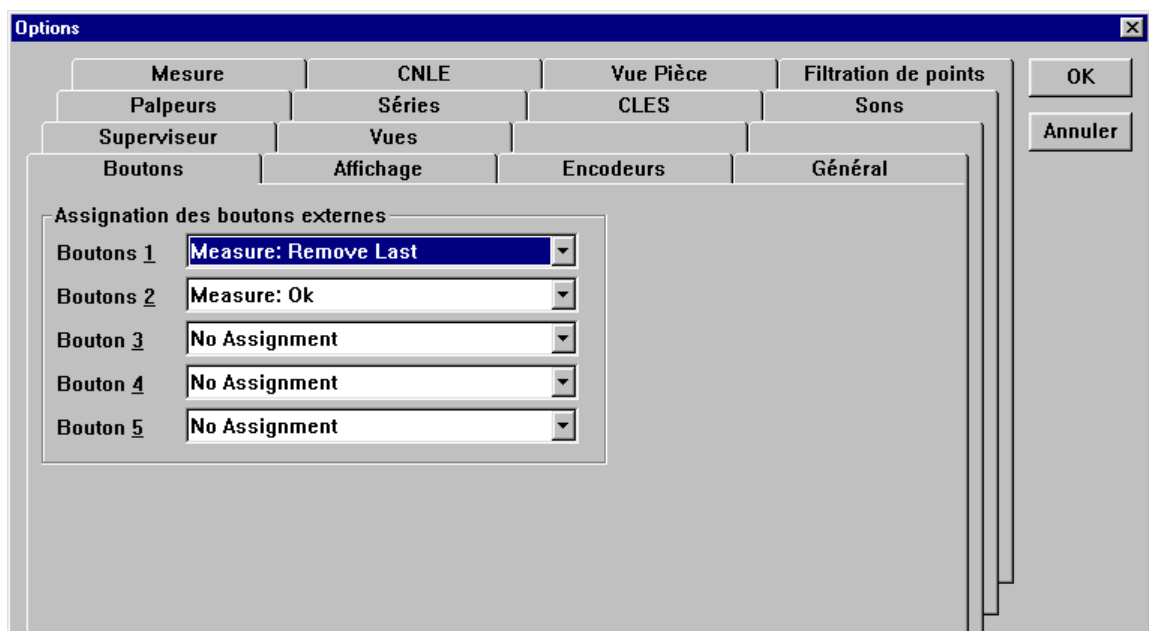 Options
Mesure CNLE Vue Pièce Filtration de points
OK
Palpeurs Séries CLES Sons
Annuler
Superviseur Vues
Boutons Affichage Encodeurs Général
Assignation des boutons externes
Boutons 1 Measure: Remove Last
Boutons 2 Measure: Ok
Bouton 3 No Assignment
Bouton 4 No Assignment
Bouton 5 No Assignment